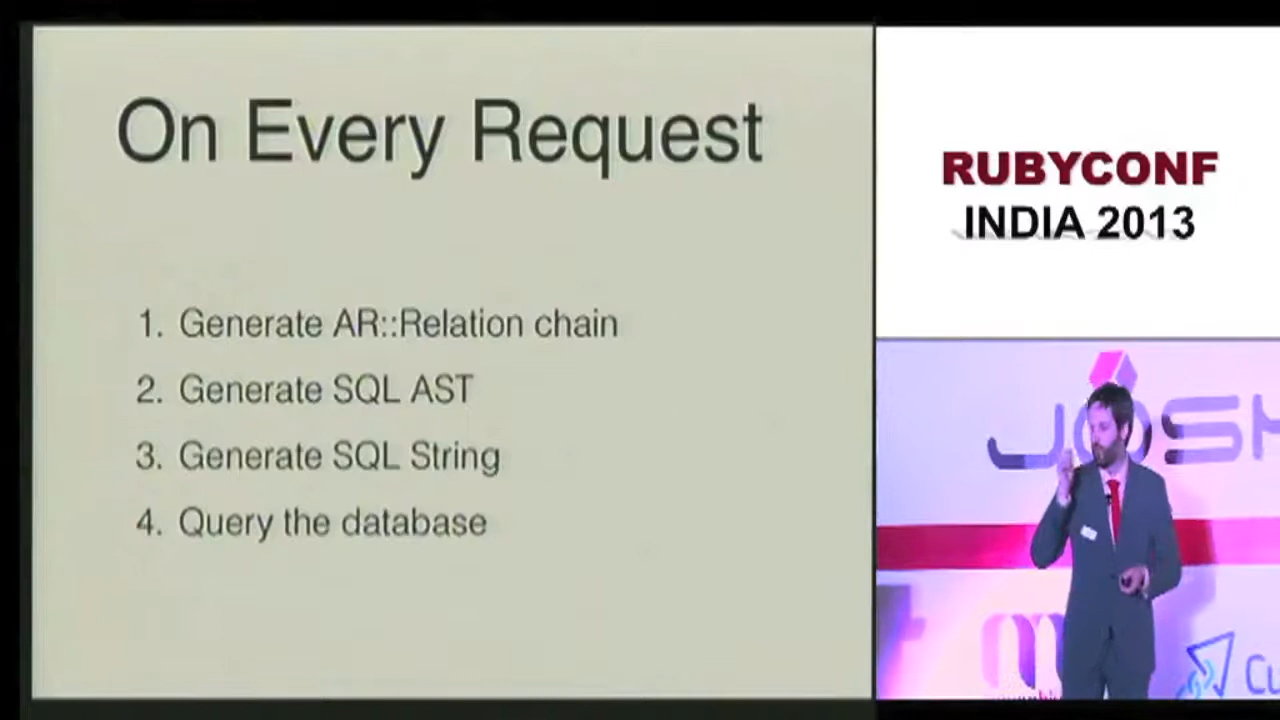 On Every Request
1. Generate AR::Relation chain
2. Generate SQL AST
3. Generate SQL String
4. Query the database
RUBYCONF
INDIA 2013
JOSH